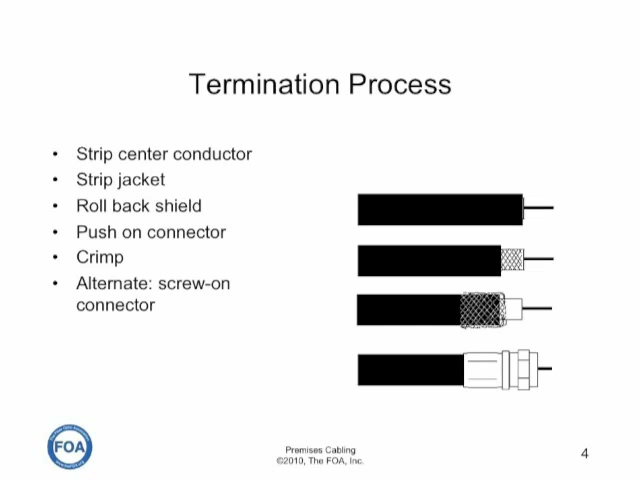 Termination Process
• Strip center conductor
• Strip jacket
• Roll back shield
• Push on connector
• Crimp
• Alternate: screw-on
connector
FOA
Premises Cabling
©2010, The FOA, Inc.
4